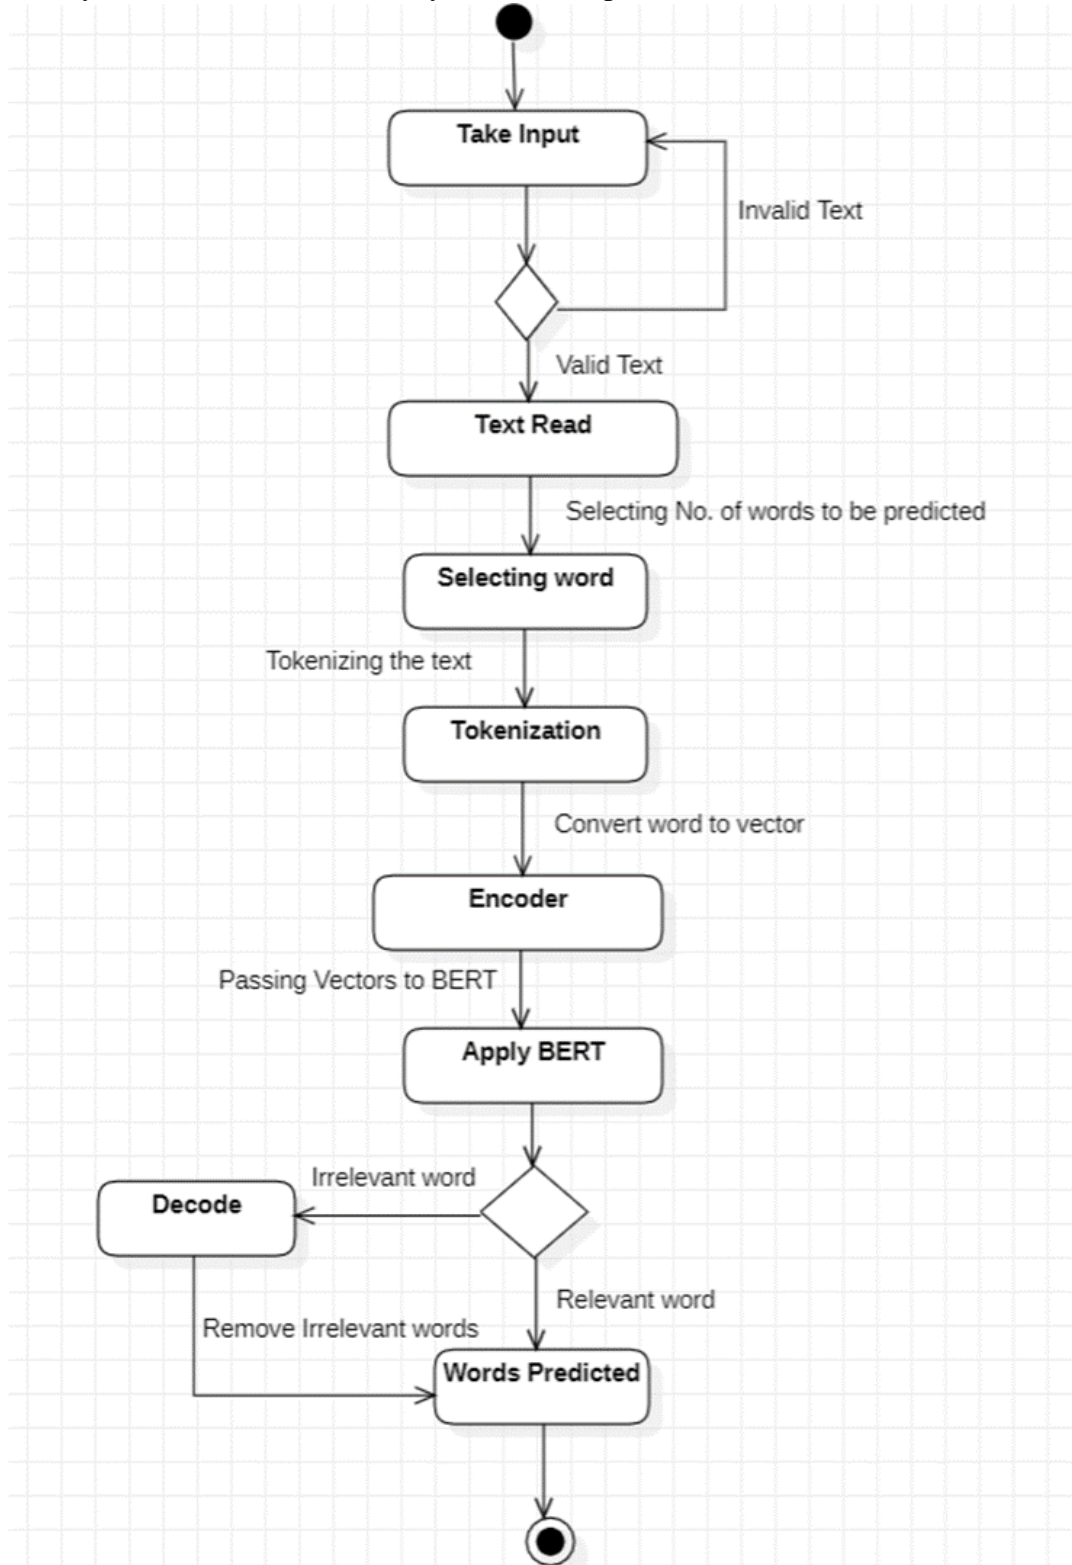 Take Input
Invalid Text
Valid Text
Text Read
Selecting No. of words to be predicted
Selecting word
Tokenizing the text
Tokenization
Convert word to vector
Encoder
Passing Vectors to BERT
Apply BERT
Irrelevant word
Decode
Relevant word
Remove Irrelevant words
Words Predicted